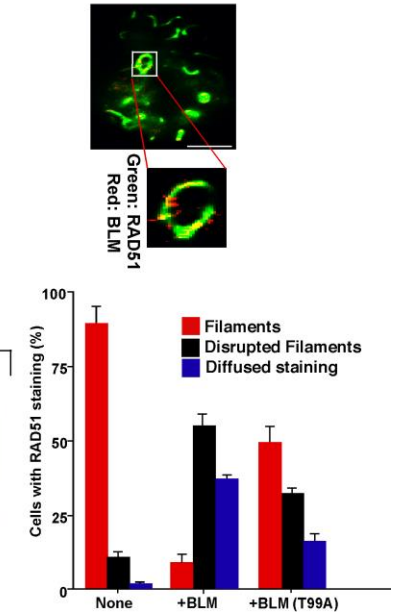 Green: RAD51
Red: BLM
Cells with RAD51 staining (%)
100
75
50
25
0
Filaments
Disrupted Filaments
Diffused staining
None
+BLM
+BLM (T99A)